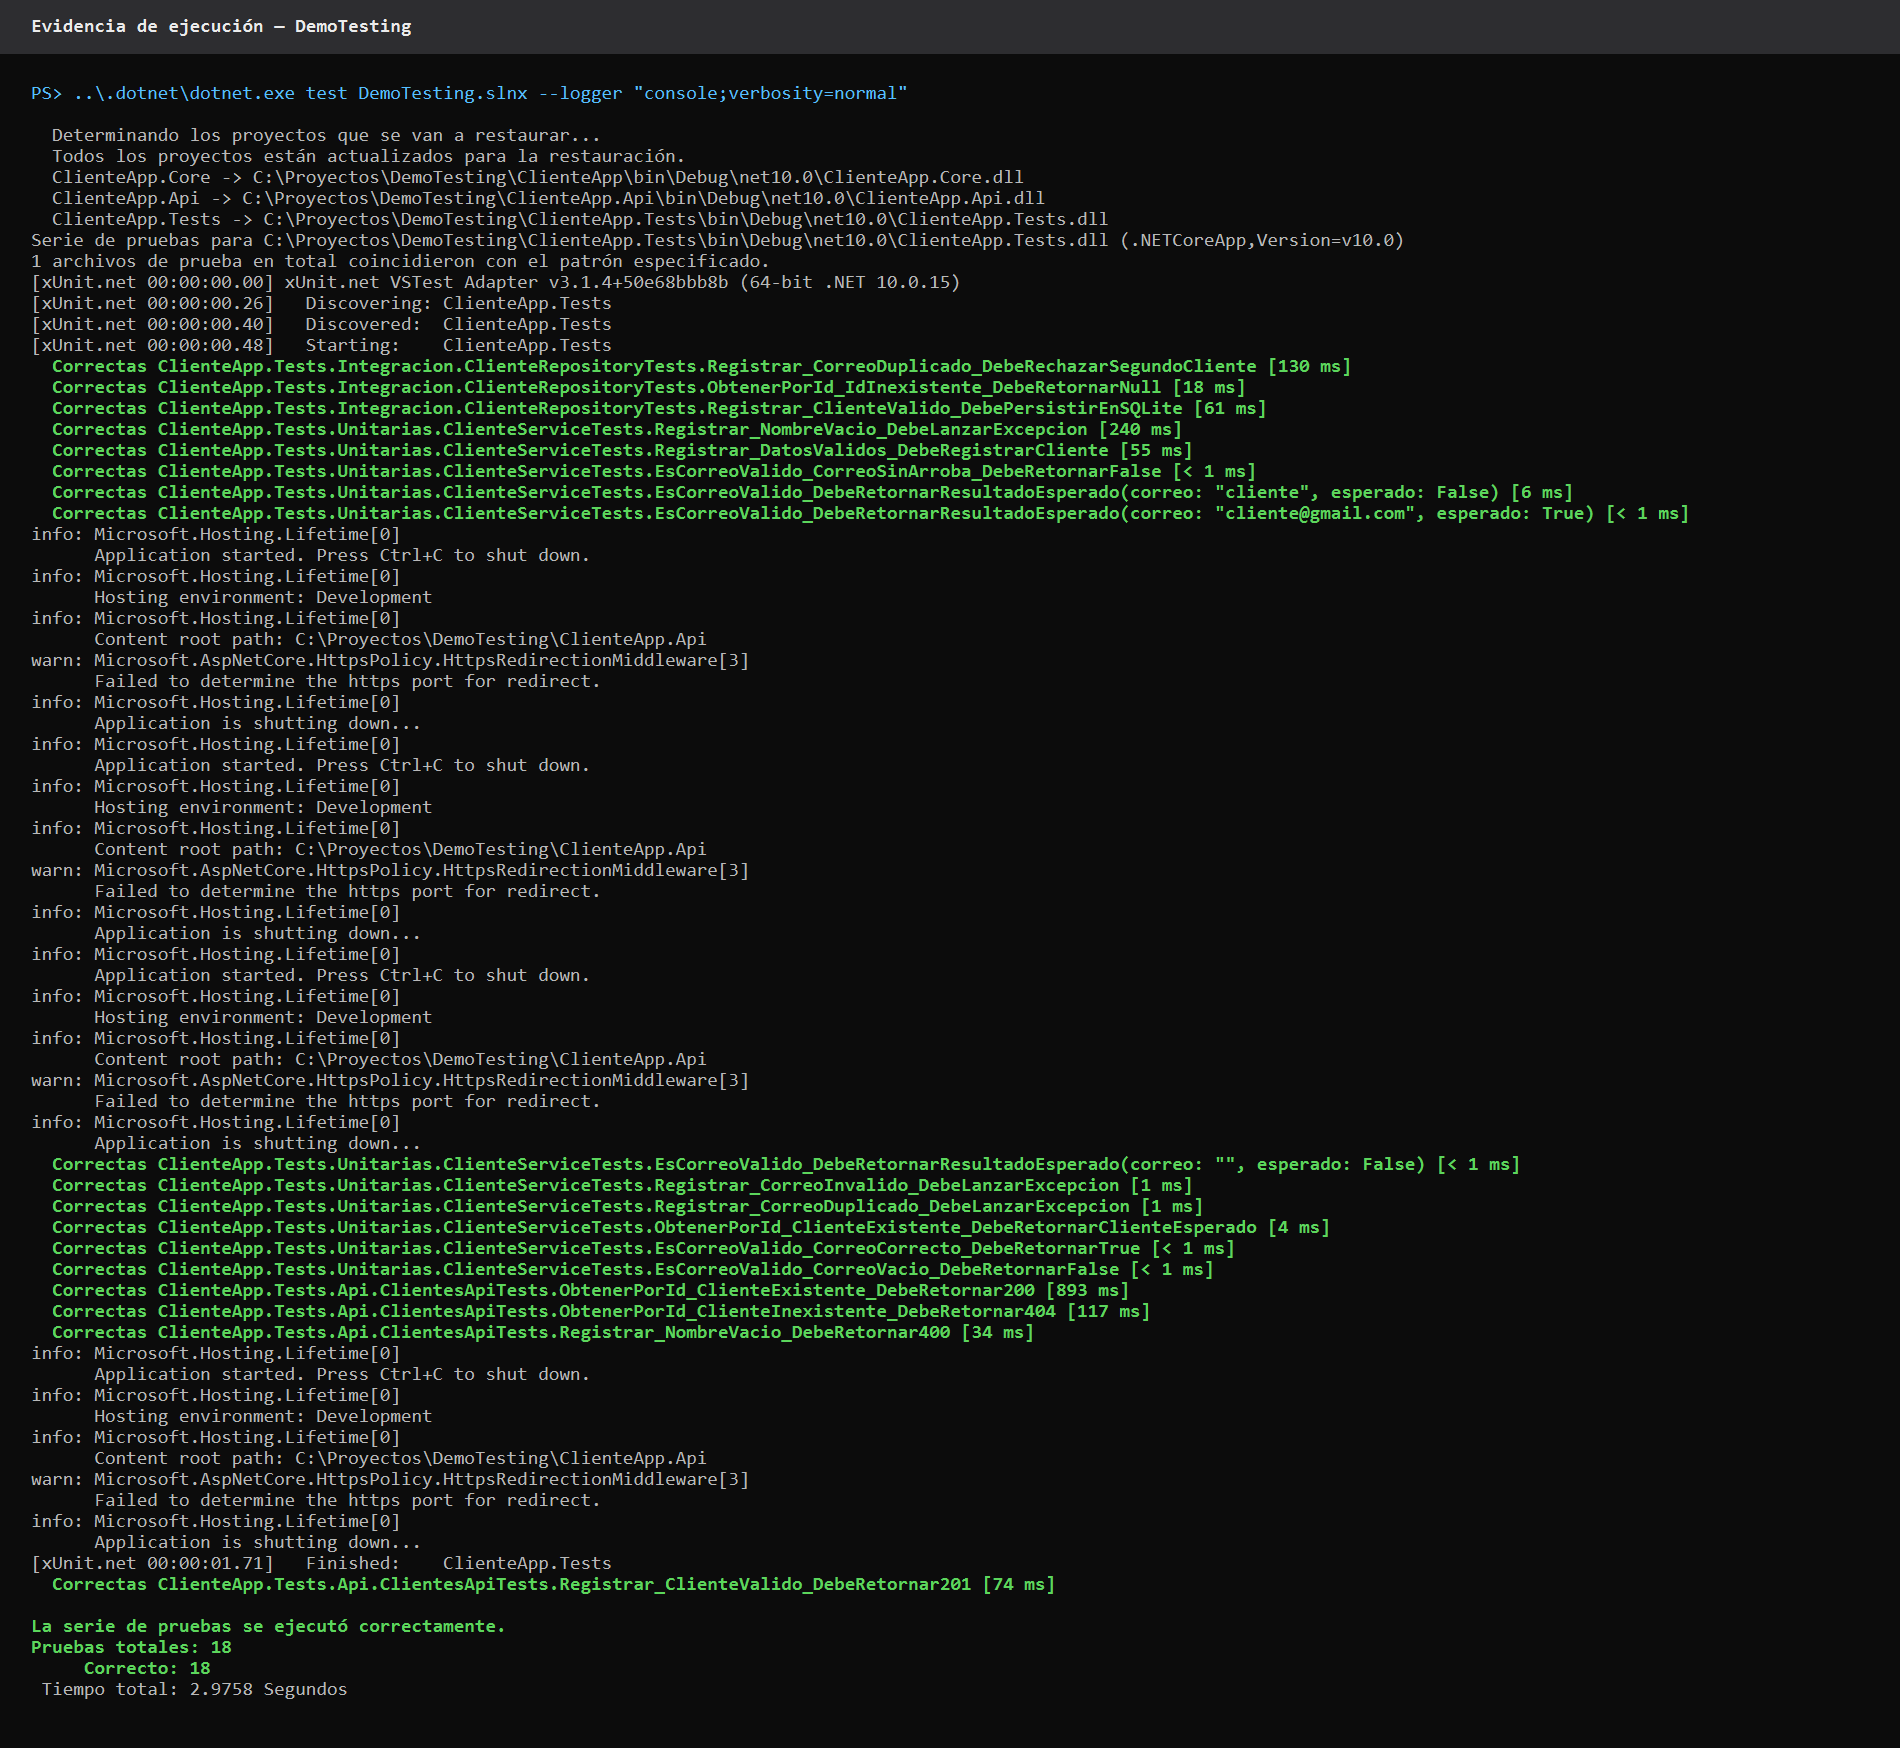 Evidencia de ejecución — DemoTesting
PS> ..\.dotnet\dotnet.exe test DemoTesting.slnx --logger "console;verbosity=normal"
Determinando los proyectos que se van a restaurar...
Todos los proyectos están actualizados para la restauración.
ClienteApp.Core -> C:\Proyectos\DemoTesting\ClienteApp\bin\Debug\net10.0\ClienteApp.Core.dll
ClienteApp.Api -> C:\Proyectos\DemoTesting\ClienteApp.Api\bin\Debug\net10.0\ClienteApp.Api.dll
ClienteApp.Tests -> C:\Proyectos\DemoTesting\ClienteApp.Tests\bin\Debug\net10.0\ClienteApp.Tests.dll
Serie de pruebas para C:\Proyectos\DemoTesting\ClienteApp.Tests\bin\Debug\net10.0\ClienteApp.Tests.dll (.NETCoreApp,Version=v10.0)
1 archivos de prueba en total coincidieron con el patrón especificado.
[xUnit.net 00:00:00.00] xUnit.net VSTest Adapter v3.1.4+50e68bbb8b (64-bit .NET 10.0.15)
[xUnit.net 00:00:00.26]   Discovering: ClienteApp.Tests
[xUnit.net 00:00:00.40]   Discovered:  ClienteApp.Tests
[xUnit.net 00:00:00.48]   Starting:    ClienteApp.Tests
Correctas ClienteApp.Tests.Integracion.ClienteRepositoryTests.Registrar_CorreoDuplicado_DebeRechazarSegundoCliente [130 ms]
Correctas ClienteApp.Tests.Integracion.ClienteRepositoryTests.ObtenerPorId_IdInexistente_DebeRetornarNull [18 ms]
Correctas ClienteApp.Tests.Integracion.ClienteRepositoryTests.Registrar_ClienteValido_DebePersistirEnSQLite [61 ms]
Correctas ClienteApp.Tests.Unitarias.ClienteServiceTests.Registrar_NombreVacio_DebeLanzarExcepcion [240 ms]
Correctas ClienteApp.Tests.Unitarias.ClienteServiceTests.Registrar_DatosValidos_DebeRegistrarCliente [55 ms]
Correctas ClienteApp.Tests.Unitarias.ClienteServiceTests.EsCorreoValido_CorreoSinArroba_DebeRetornarFalse [< 1 ms]
Correctas ClienteApp.Tests.Unitarias.ClienteServiceTests.EsCorreoValido_DebeRetornarResultadoEsperado(correo: "cliente", esperado: False) [6 ms]
Correctas ClienteApp.Tests.Unitarias.ClienteServiceTests.EsCorreoValido_DebeRetornarResultadoEsperado(correo: "cliente@gmail.com", esperado: True) [< 1 ms]
info: Microsoft.Hosting.Lifetime[0]
Application started. Press Ctrl+C to shut down.
info: Microsoft.Hosting.Lifetime[0]
Hosting environment: Development
info: Microsoft.Hosting.Lifetime[0]
Content root path: C:\Proyectos\DemoTesting\ClienteApp.Api
warn: Microsoft.AspNetCore.HttpsPolicy.HttpsRedirectionMiddleware[3]
Failed to determine the https port for redirect.
info: Microsoft.Hosting.Lifetime[0]
Application is shutting down...
info: Microsoft.Hosting.Lifetime[0]
Application started. Press Ctrl+C to shut down.
info: Microsoft.Hosting.Lifetime[0]
Hosting environment: Development
info: Microsoft.Hosting.Lifetime[0]
Content root path: C:\Proyectos\DemoTesting\ClienteApp.Api
warn: Microsoft.AspNetCore.HttpsPolicy.HttpsRedirectionMiddleware[3]
Failed to determine the https port for redirect.
info: Microsoft.Hosting.Lifetime[0]
Application is shutting down...
info: Microsoft.Hosting.Lifetime[0]
Application started. Press Ctrl+C to shut down.
info: Microsoft.Hosting.Lifetime[0]
Hosting environment: Development
info: Microsoft.Hosting.Lifetime[0]
Content root path: C:\Proyectos\DemoTesting\ClienteApp.Api
warn: Microsoft.AspNetCore.HttpsPolicy.HttpsRedirectionMiddleware[3]
Failed to determine the https port for redirect.
info: Microsoft.Hosting.Lifetime[0]
Application is shutting down...
Correctas ClienteApp.Tests.Unitarias.ClienteServiceTests.EsCorreoValido_DebeRetornarResultadoEsperado(correo: "", esperado: False) [< 1 ms]
Correctas ClienteApp.Tests.Unitarias.ClienteServiceTests.Registrar_CorreoInvalido_DebeLanzarExcepcion [1 ms]
Correctas ClienteApp.Tests.Unitarias.ClienteServiceTests.Registrar_CorreoDuplicado_DebeLanzarExcepcion [1 ms]
Correctas ClienteApp.Tests.Unitarias.ClienteServiceTests.ObtenerPorId_ClienteExistente_DebeRetornarClienteEsperado [4 ms]
Correctas ClienteApp.Tests.Unitarias.ClienteServiceTests.EsCorreoValido_CorreoCorrecto_DebeRetornarTrue [< 1 ms]
Correctas ClienteApp.Tests.Unitarias.ClienteServiceTests.EsCorreoValido_CorreoVacio_DebeRetornarFalse [< 1 ms]
Correctas ClienteApp.Tests.Api.ClientesApiTests.ObtenerPorId_ClienteExistente_DebeRetornar200 [893 ms]
Correctas ClienteApp.Tests.Api.ClientesApiTests.ObtenerPorId_ClienteInexistente_DebeRetornar404 [117 ms]
Correctas ClienteApp.Tests.Api.ClientesApiTests.Registrar_NombreVacio_DebeRetornar400 [34 ms]
info: Microsoft.Hosting.Lifetime[0]
Application started. Press Ctrl+C to shut down.
info: Microsoft.Hosting.Lifetime[0]
Hosting environment: Development
info: Microsoft.Hosting.Lifetime[0]
Content root path: C:\Proyectos\DemoTesting\ClienteApp.Api
warn: Microsoft.AspNetCore.HttpsPolicy.HttpsRedirectionMiddleware[3]
Failed to determine the https port for redirect.
info: Microsoft.Hosting.Lifetime[0]
Application is shutting down...
[xUnit.net 00:00:01.71]   Finished:    ClienteApp.Tests
Correctas ClienteApp.Tests.Api.ClientesApiTests.Registrar_ClienteValido_DebeRetornar201 [74 ms]
La serie de pruebas se ejecutó correctamente.
Pruebas totales: 18
Correcto: 18
Tiempo total: 2.9758 Segundos